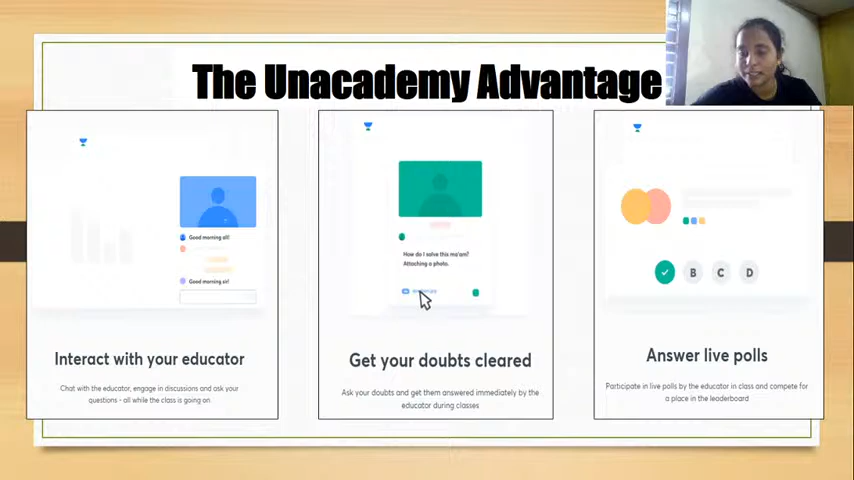 The Unacademy Advantage
Good morning all!
Good morning sir!
Interact with your educator
Chat with the educator, engage in discussions and ask your
questions - all while the class is going on
How do I solve this ma'am?
Attaching a photo.
Get your doubts cleared
Ask your doubts and get them answered immediately by the
educator during classes
B C D
Answer live polls
Participate in live polls by the educator in class and compete for
a place in the leaderboard